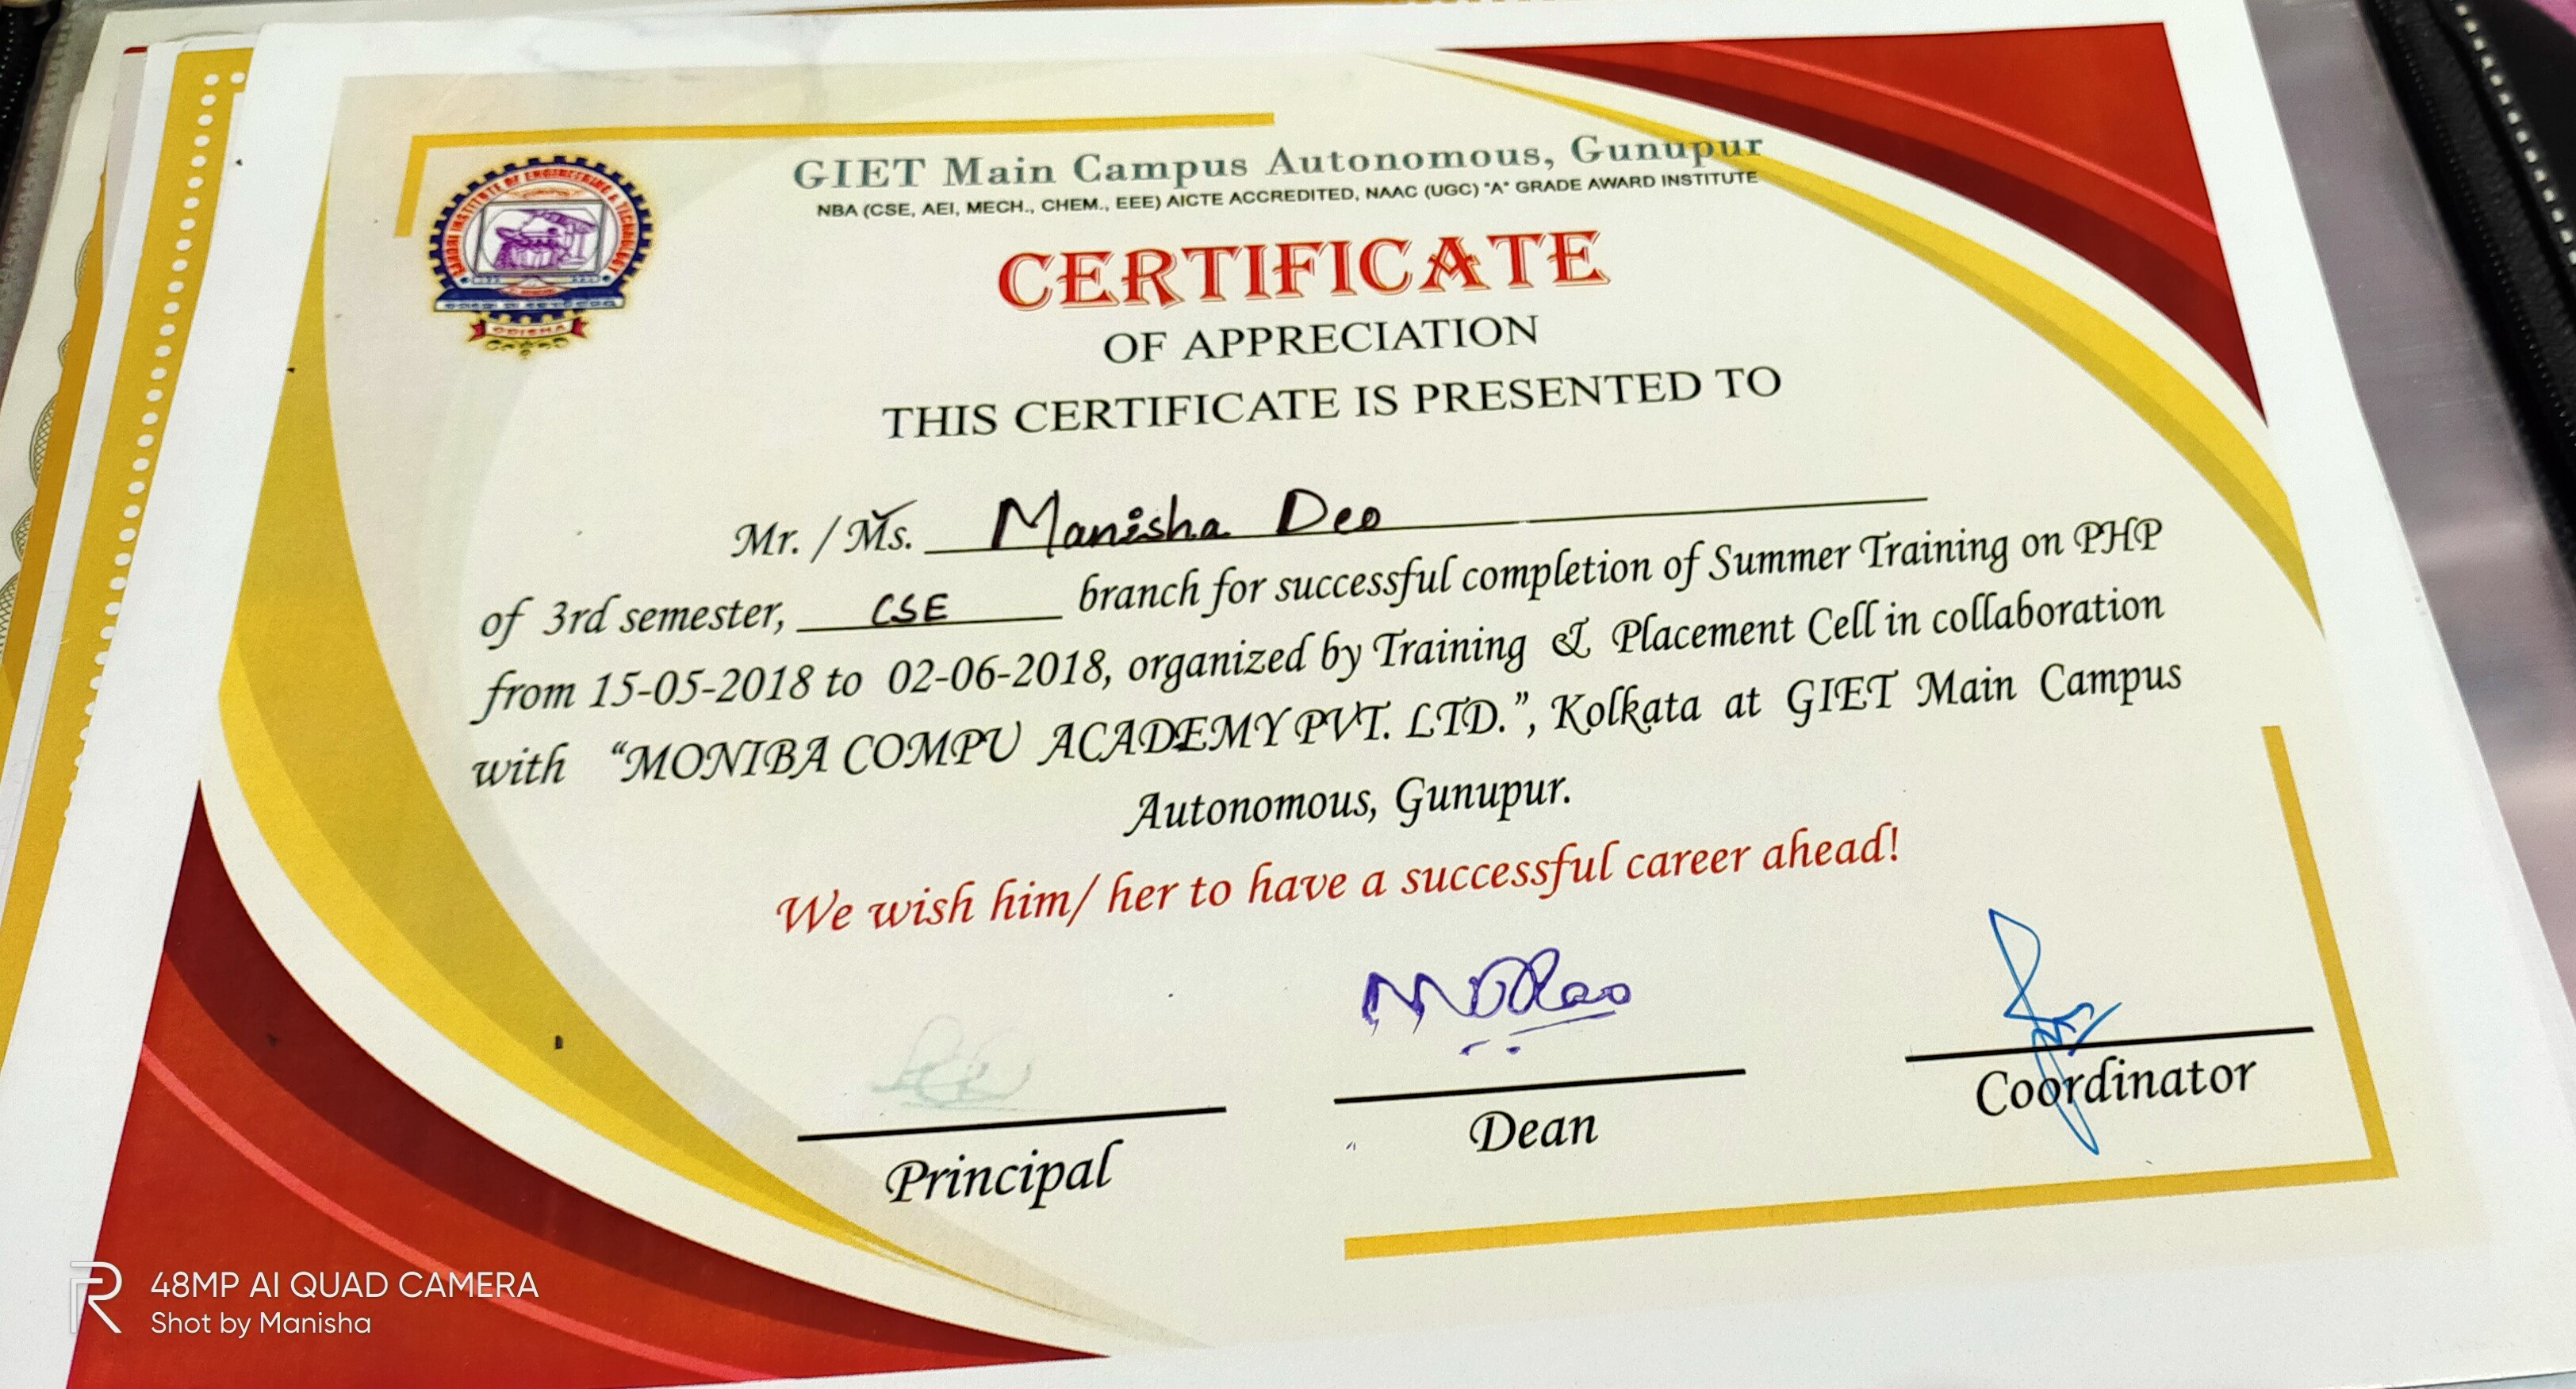 GIET Main Campus Autonomous, Gunupur
NBA (CSE, AEI, MECH., CHEM., EEE) AICTE ACCREDITED, NAAC (UGC) "A" GRADE AWARD INSTITUTE
CERTIFICATE
OF APPRECIATION
THIS CERTIFICATE IS PRESENTED TO
Mr. / Ms. Manisha Deo
of 3rd semester, CSE branch for successful completion of Summer Training on PHP
from 15-05-2018 to 02-06-2018, organized by Training & Placement Cell in collaboration
with “MONIBA COMPU ACADEMY PVT. LTD.”, Kolkata at GIET Main Campus
Autonomous, Gunupur.
We wish him/ her to have a successful career ahead!
Principal
Dean
Coordinator
ODISHA
48MP AI QUAD CAMERA
Shot by Manisha